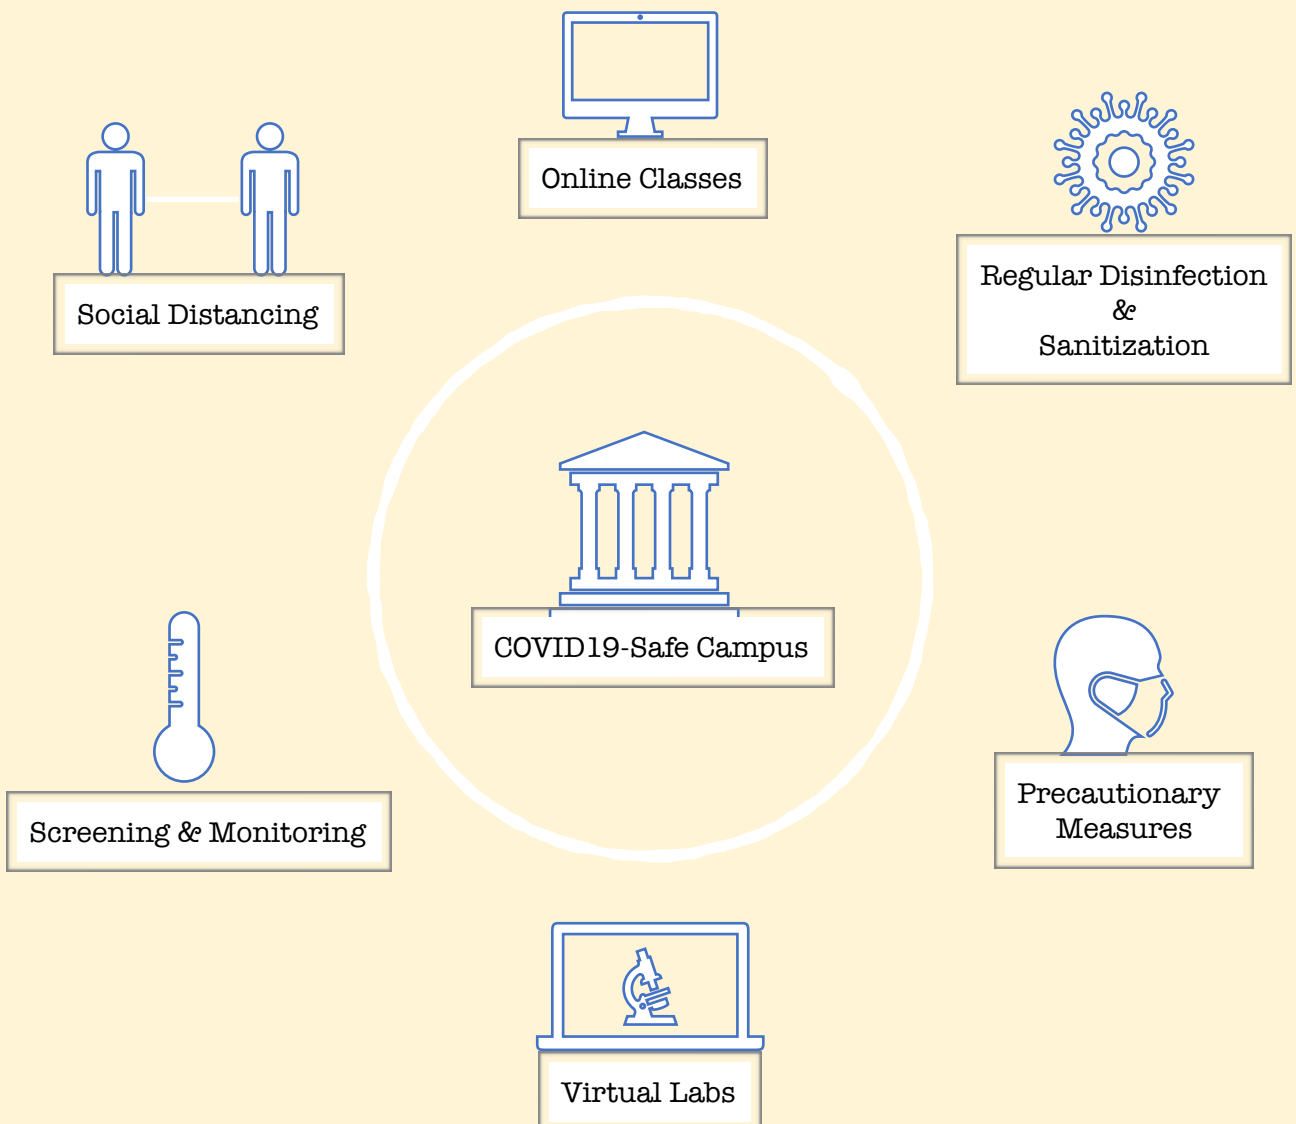 Online Classes
Social Distancing
Regular Disinfection
&
Sanitization
COVID19-Safe Campus
Screening & Monitoring
Precautionary
Measures
Virtual Labs